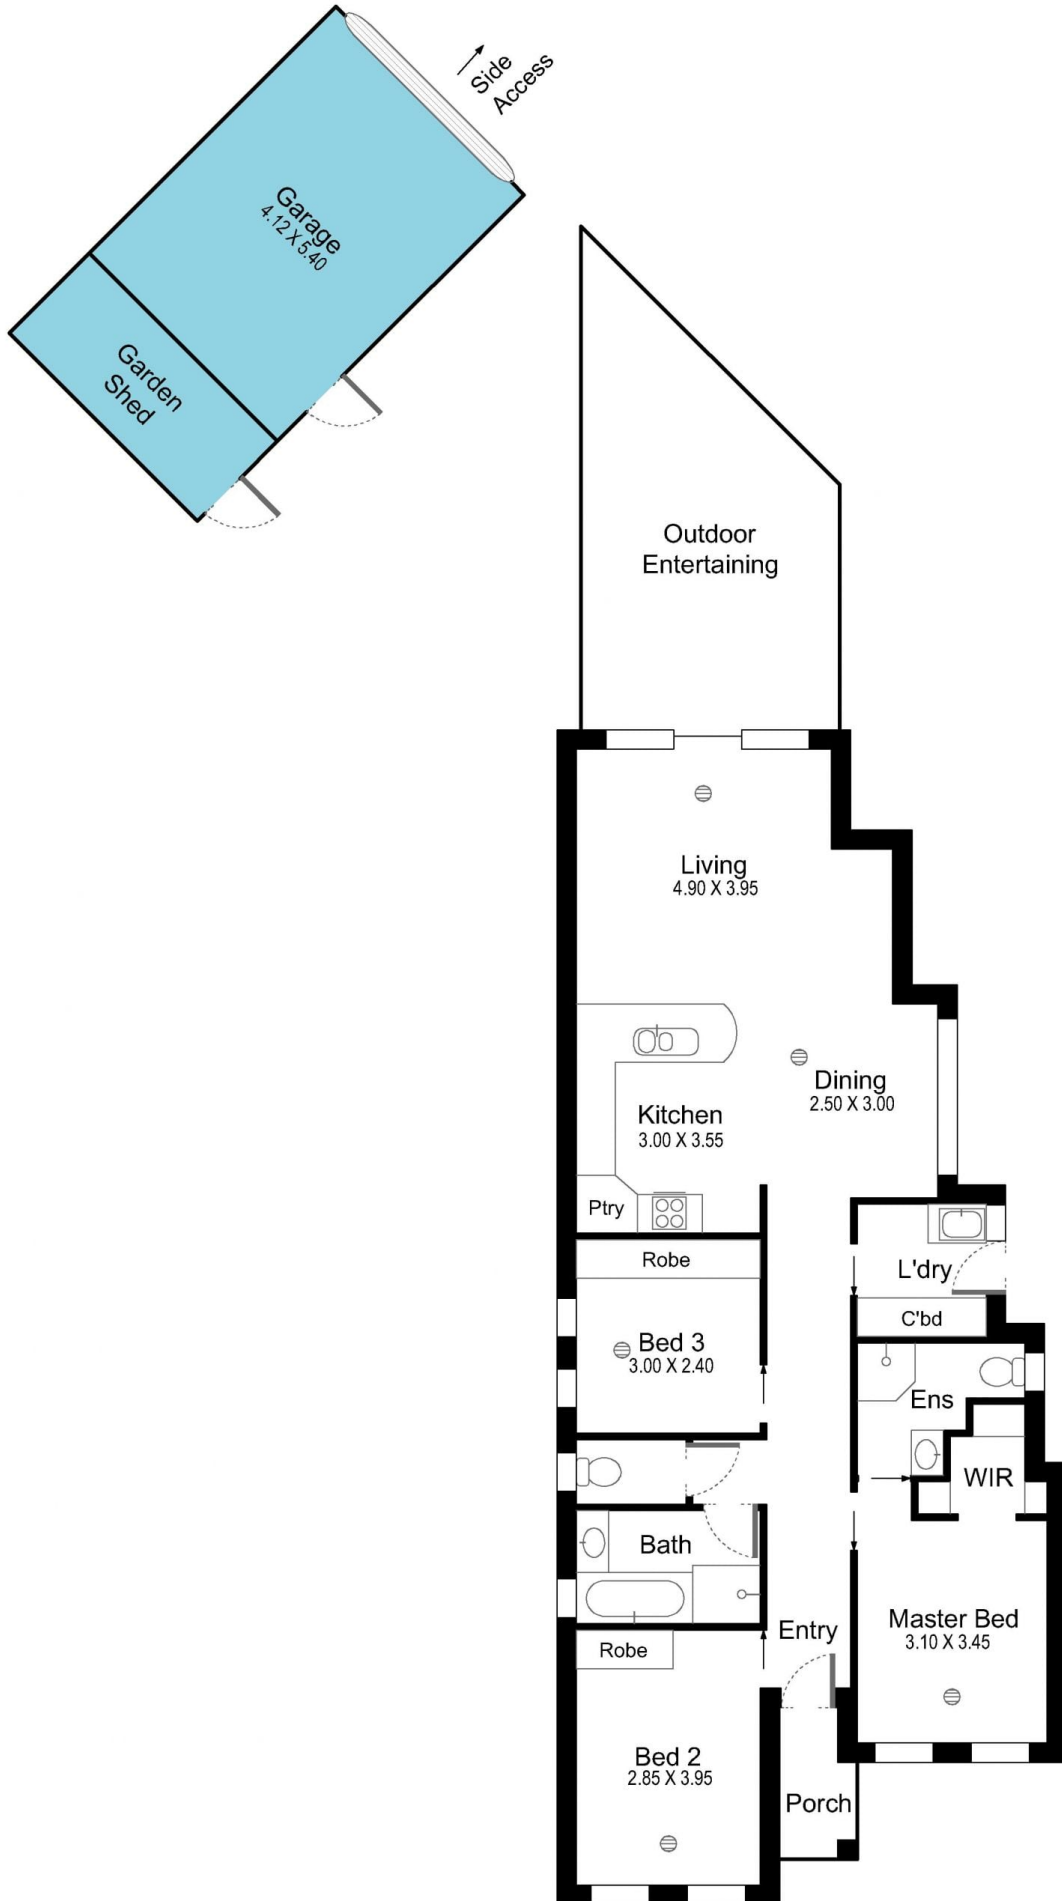 Side
Access
Garage
4.12 X 5.40
Garden
Shed
Outdoor
Entertaining
Living
4.90 X 3.95
Dining
2.50 X 3.00
Kitchen
3.00 X 3.55
Ptry
Robe
L'dry
C'bd
Bed 3
3.00 X 2.40
Ens
WIR
Bath
Entry
Master Bed
3.10 X 3.45
Robe
Bed 2
2.85 X 3.95
Porch